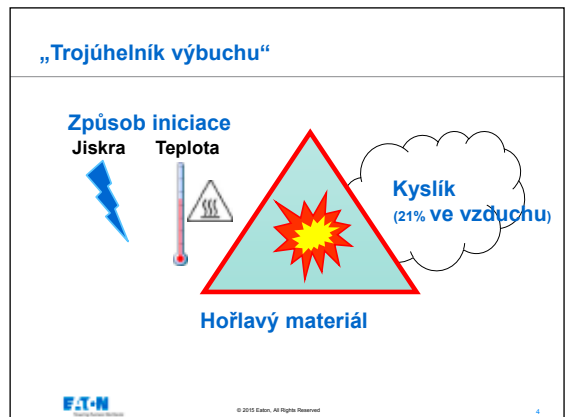 „Trojúhelník výbuchu“
Způsob iniciace
Jiskra Teplota
Kyslík
(21% ve vzduchu)
Hořlavý materiál
EATON
© 2015 Eaton, All Rights Reserved
4